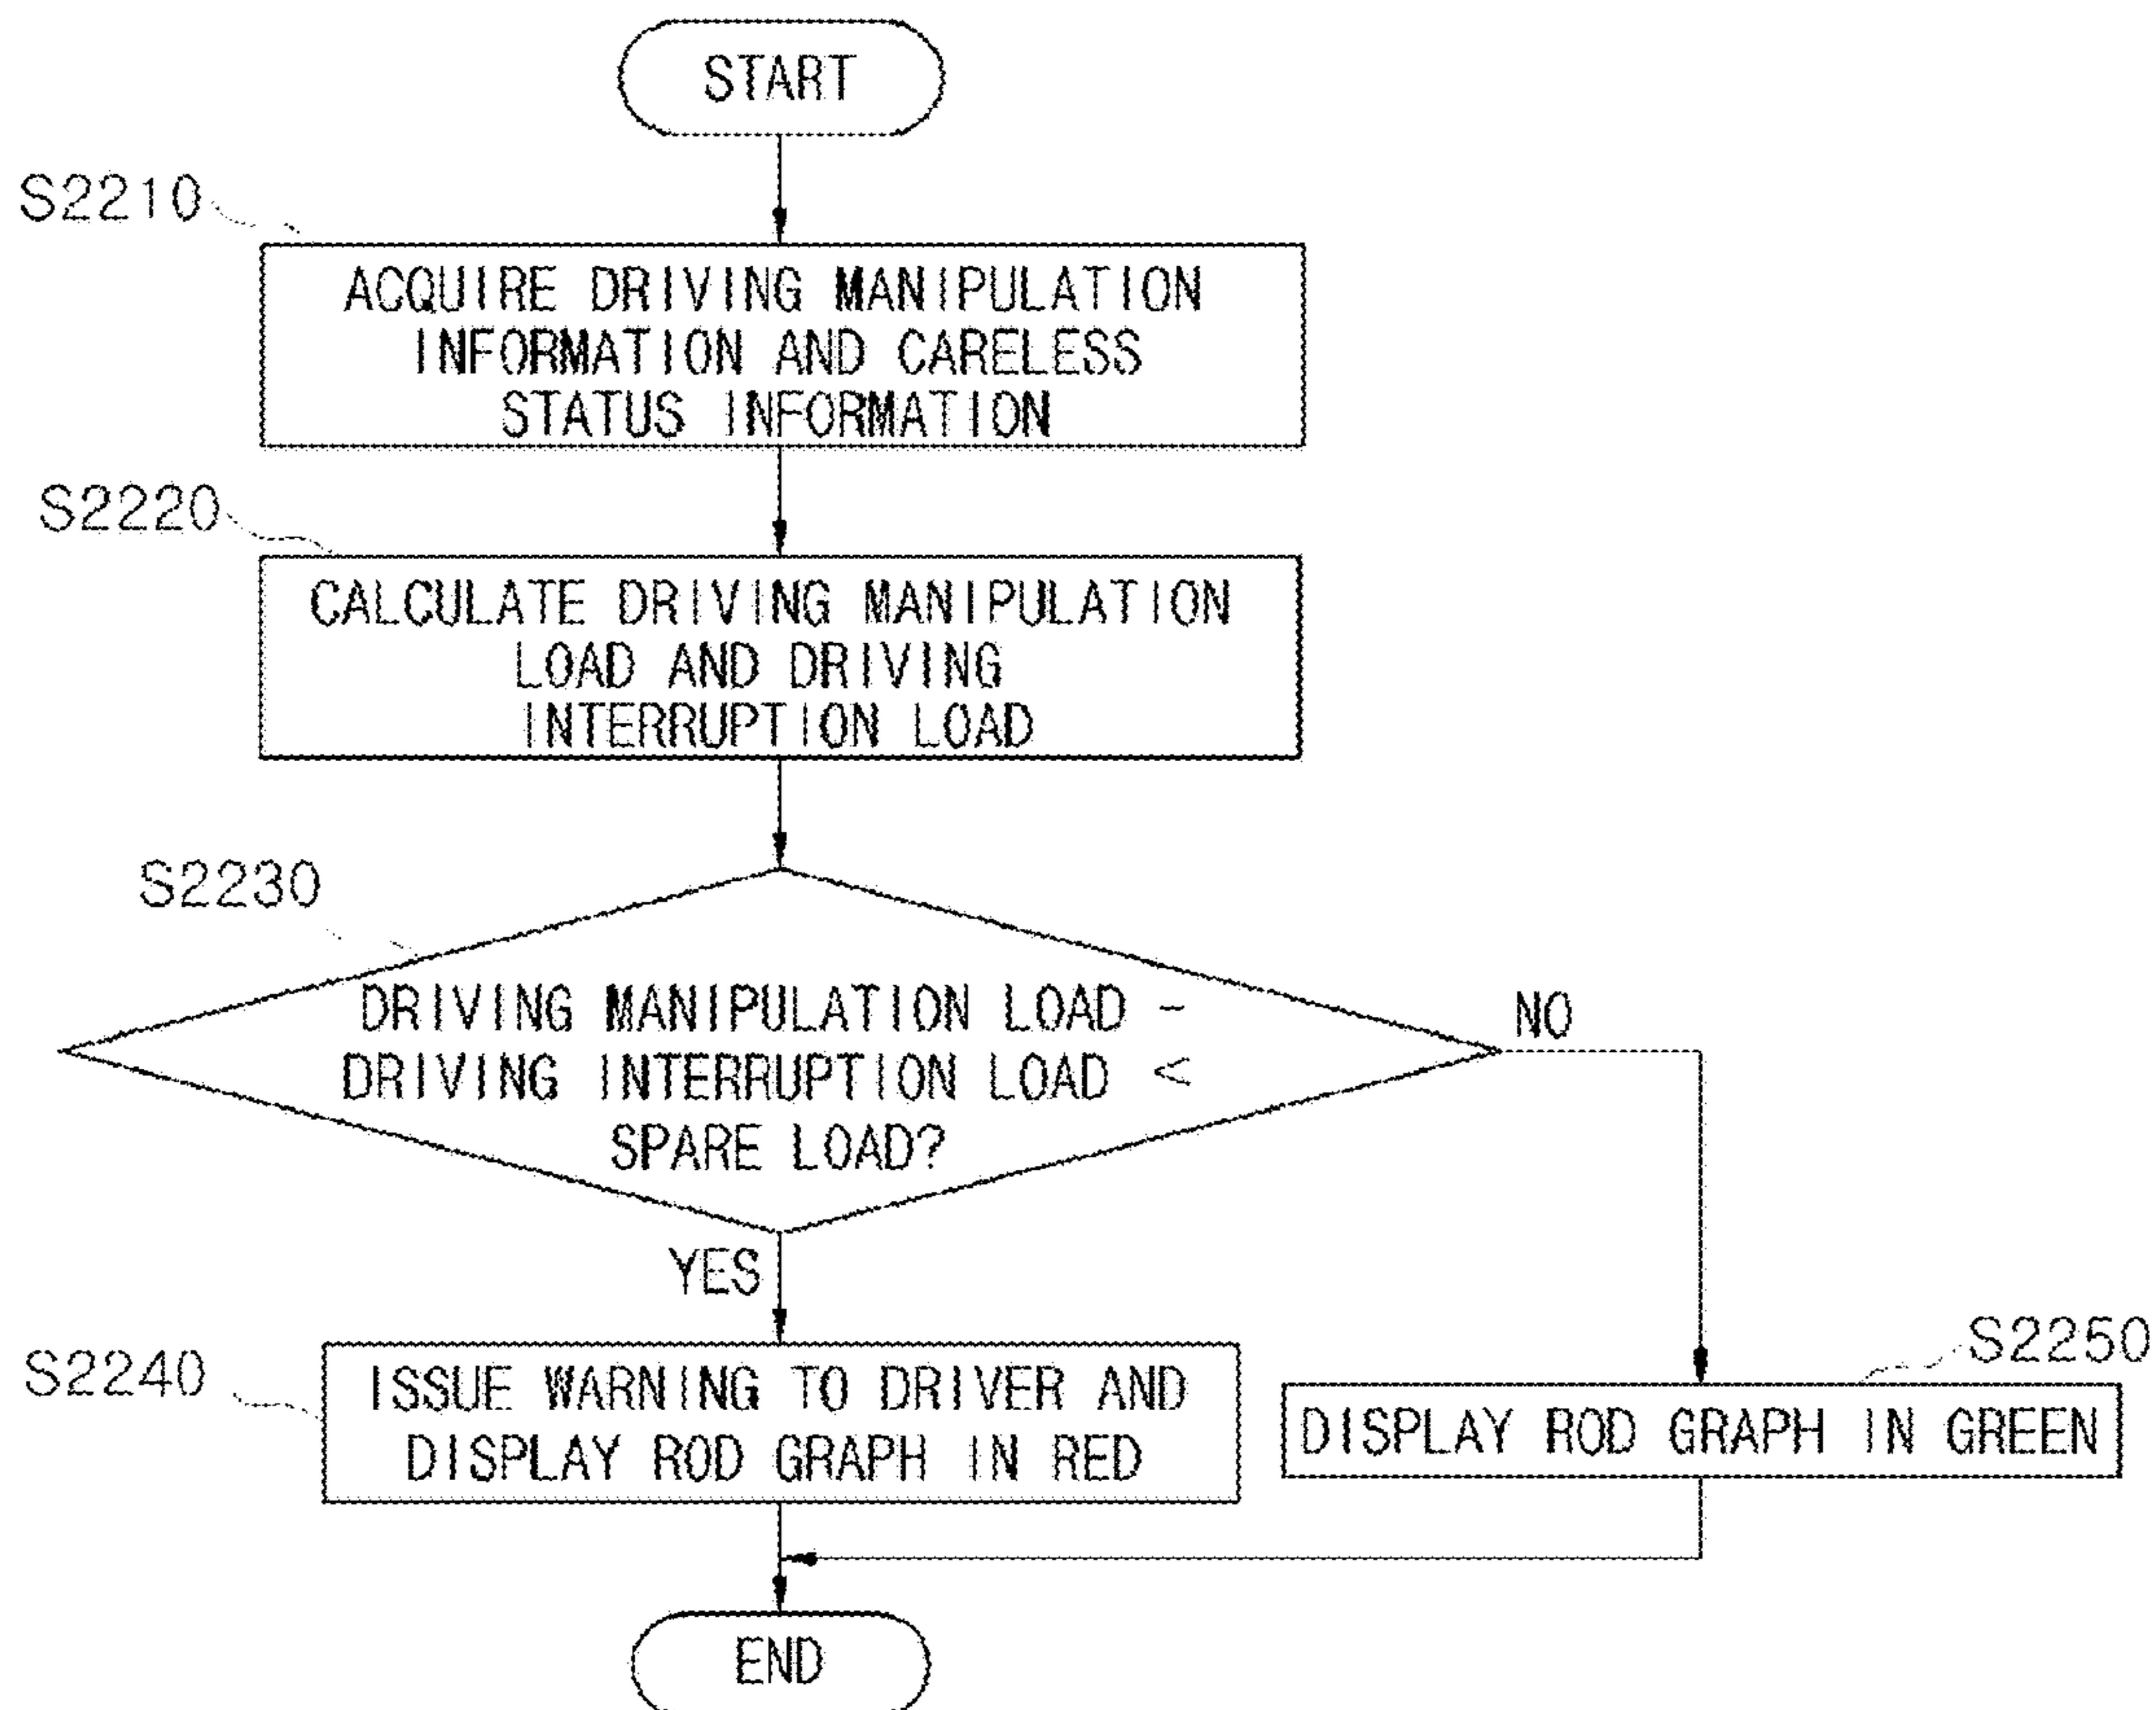 START
S2210
ACQUIRE DRIVING MANIPULATION
INFORMATION AND CARELESS
STATUS INFORMATION
S2220
CALCULATE DRIVING MANIPULATION
LOAD AND DRIVING
INTERRUPTION LOAD
S2230
DRIVING MANIPULATION LOAD -
DRIVING INTERRUPTION LOAD <
SPARE LOAD?
NO
YES
S2240
ISSUE WARNING TO DRIVER AND
DISPLAY ROD GRAPH IN RED
S2250
DISPLAY ROD GRAPH IN GREEN
END